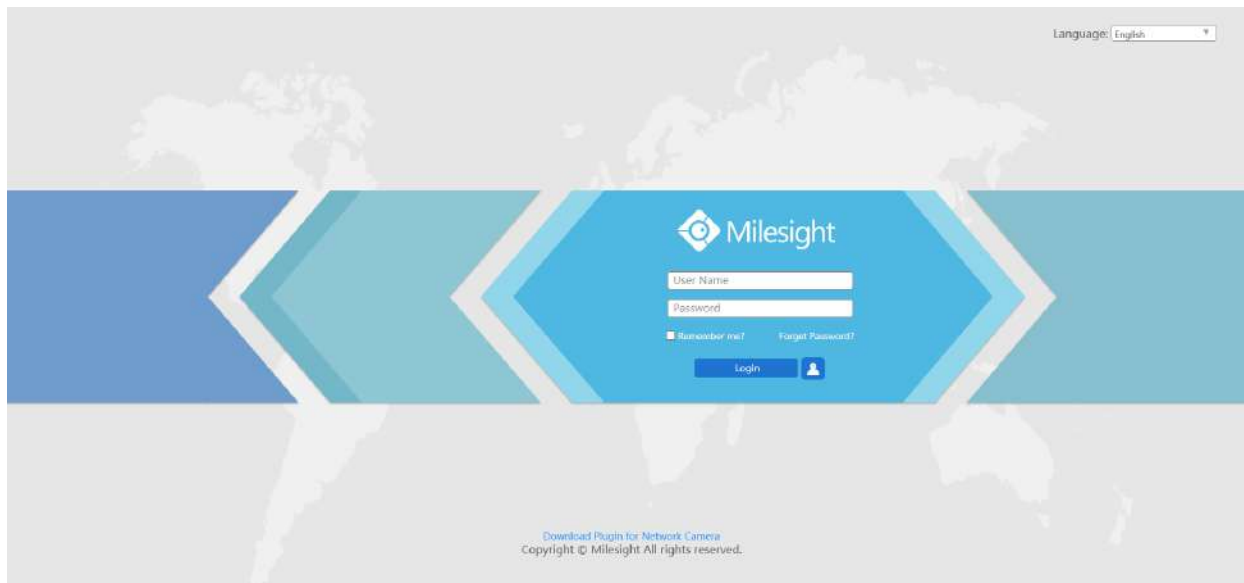 Language: English
Milesight
User Name
Password
Remember me? Forget Password?
Login
Download Plugin for Network Camera
Copyright © Milesight All rights reserved.